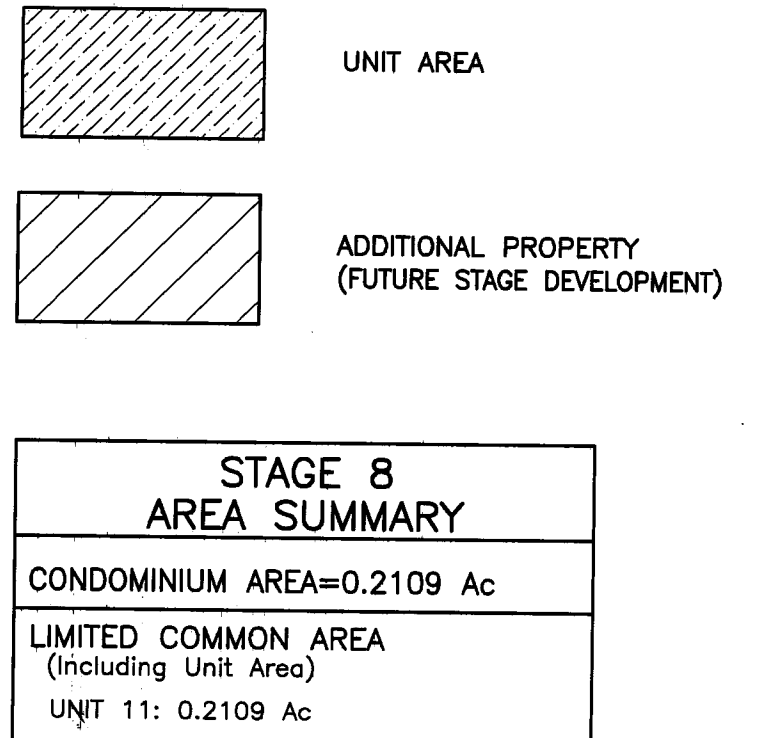 UNIT AREA
ADDITIONAL PROPERTY
(FUTURE STAGE DEVELOPMENT)
STAGE 8
AREA SUMMARY
CONDOMINIUM AREA=0.2109 Ac
LIMITED COMMON AREA
(Including Unit Area)
UNIT 11: 0.2109 Ac